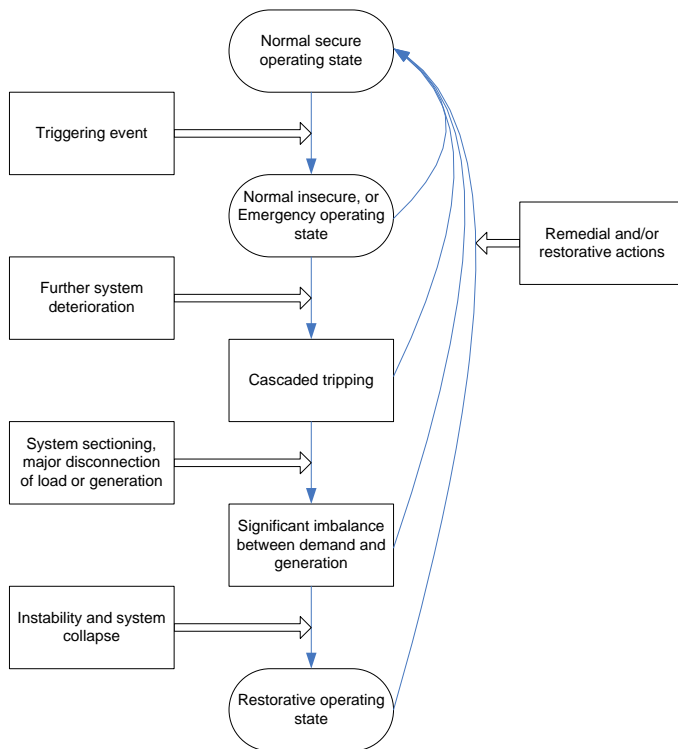 Normal secure
operating state
Triggering event
Normal insecure, or
Emergency operating
state
Remedial and/or
restorative actions
Further system
deterioration
Cascaded tripping
System sectioning,
major disconnection
of load or generation
Significant imbalance
between demand and
generation
Instability and system
collapse
Restorative operating
state